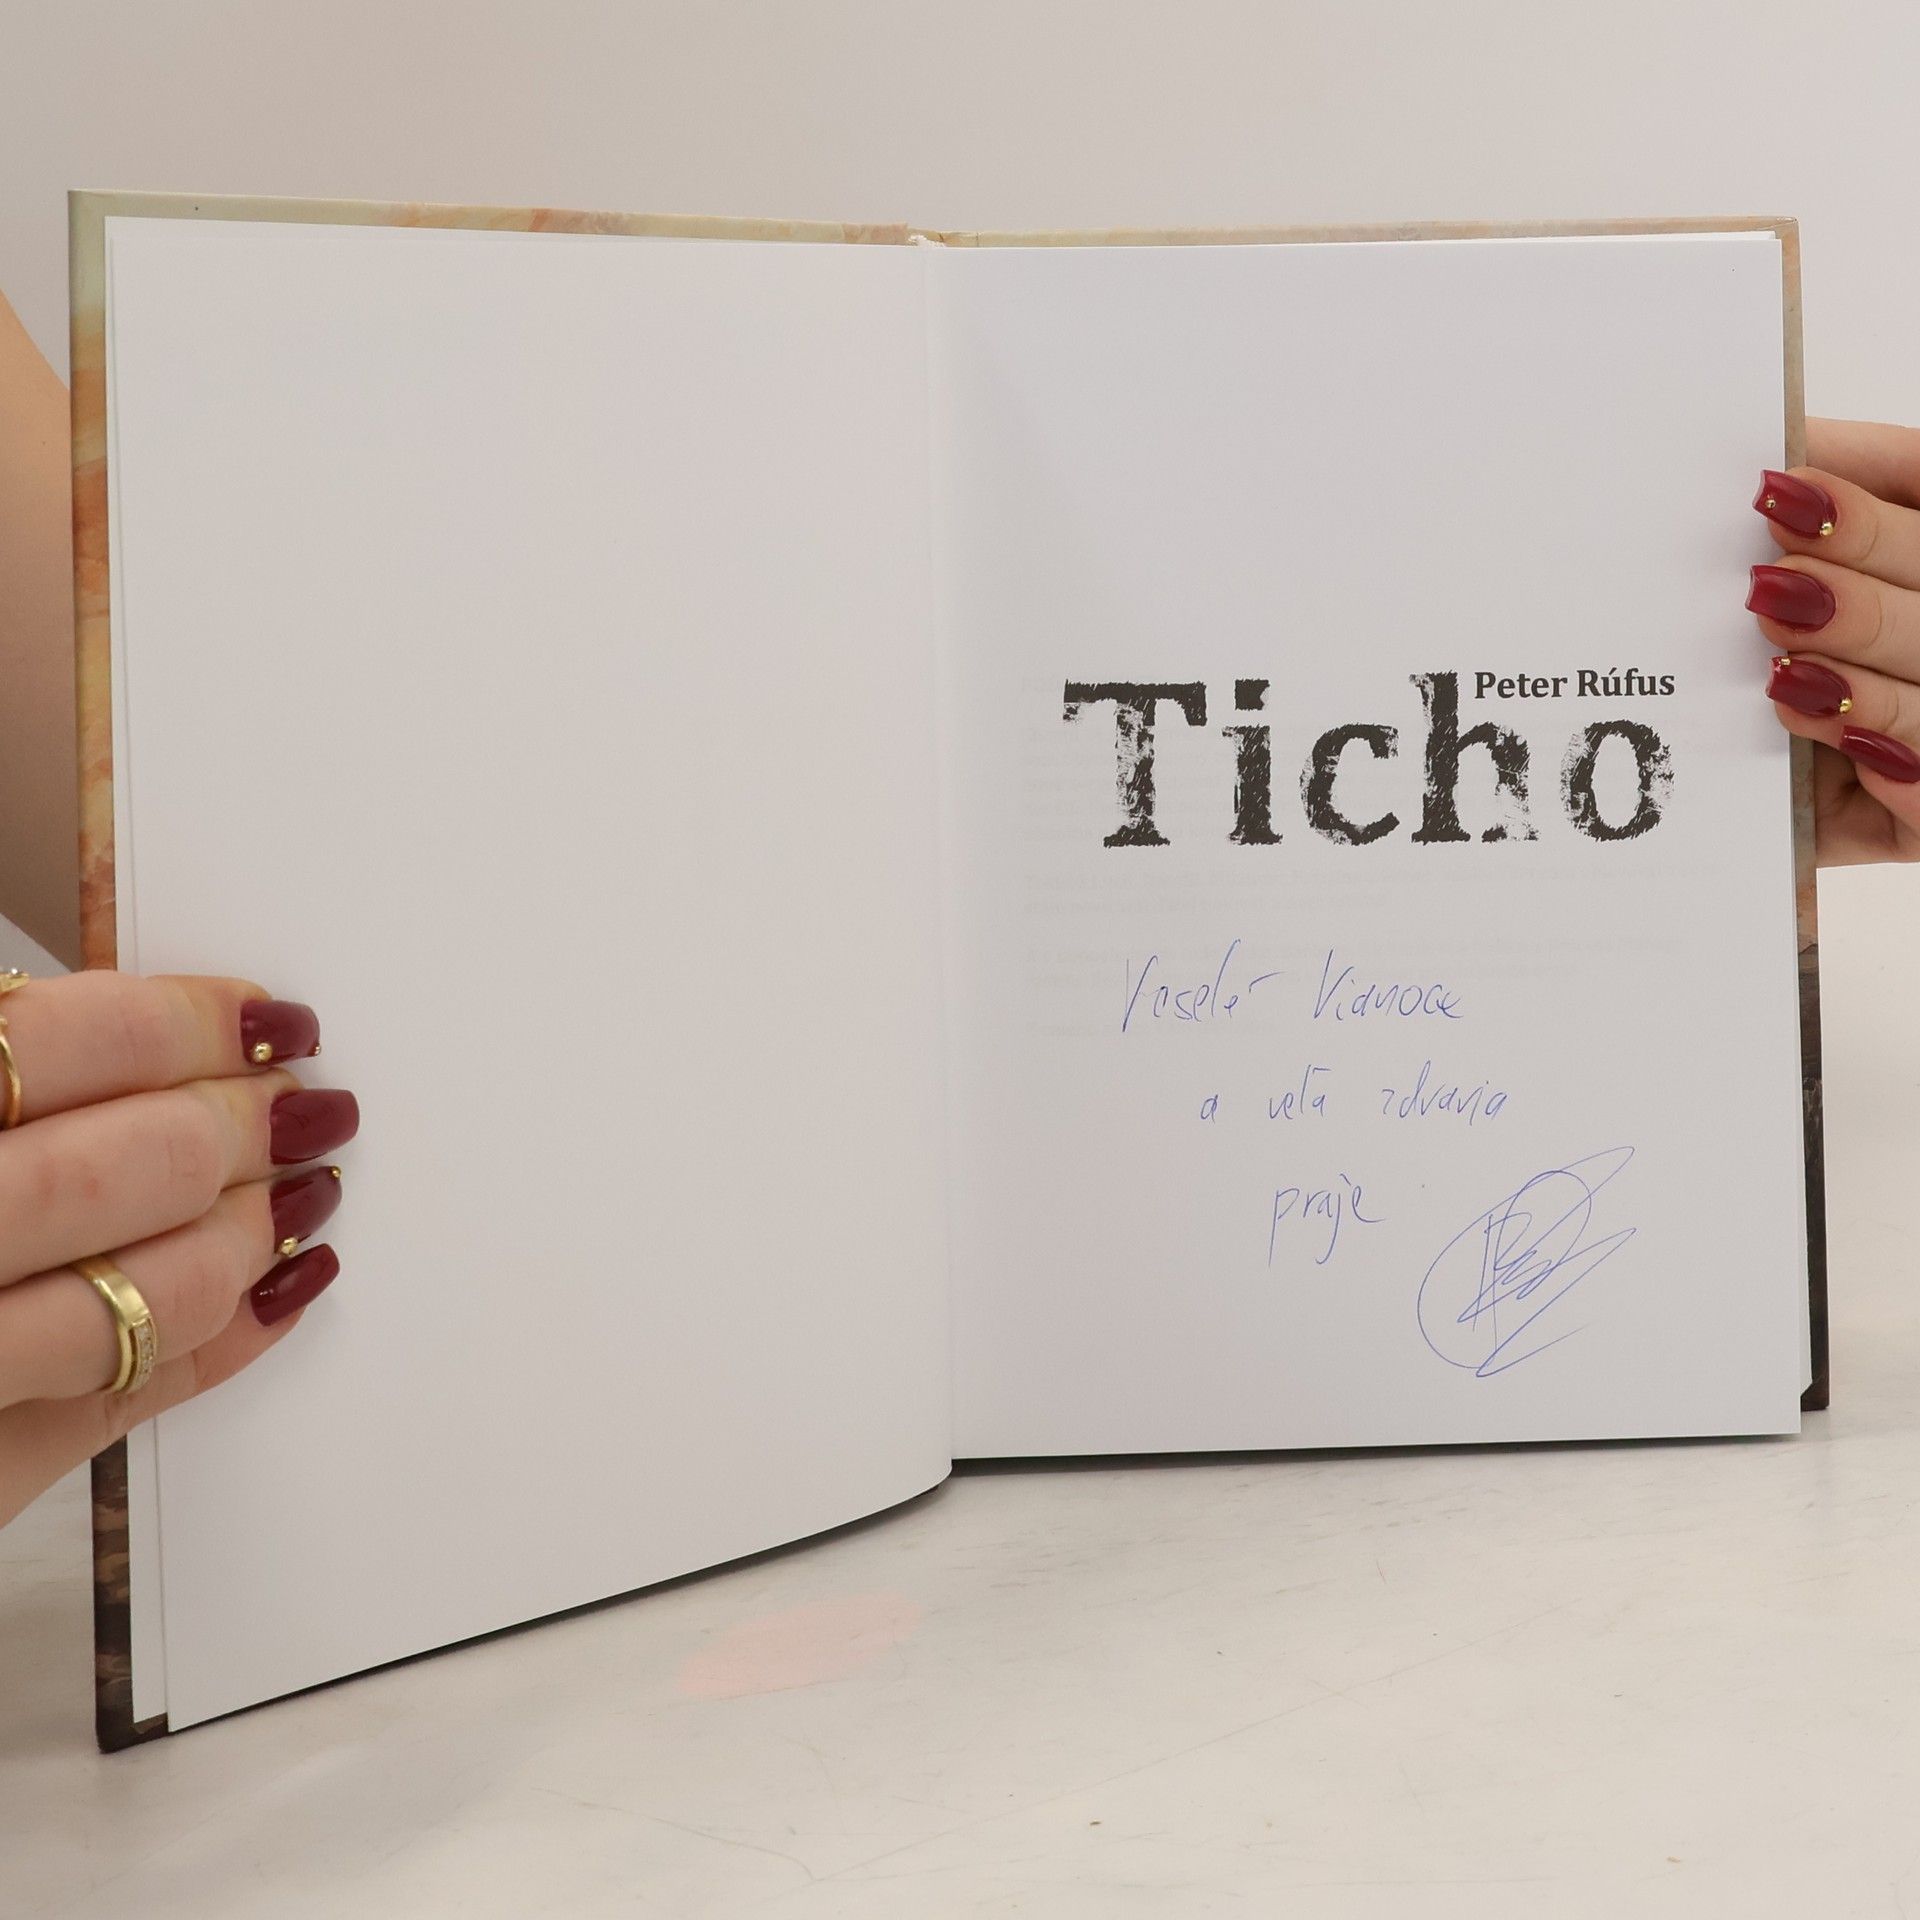 Peter Rúfus
Ticho
Veselé Vianoce
a veľa zdravia
praje